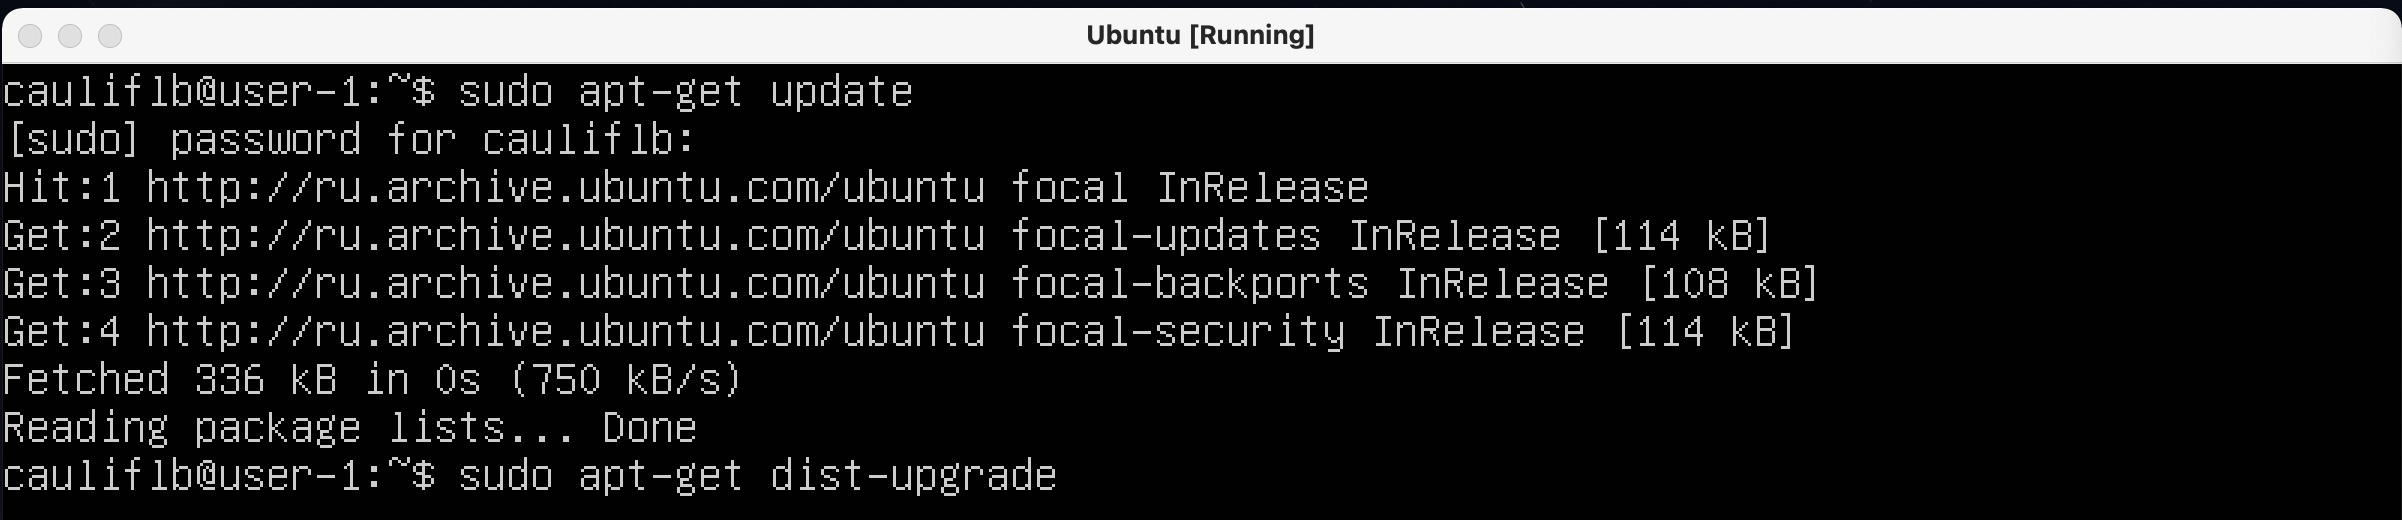 Ubuntu [Running]
cauliflb@user-1:~$ sudo apt-get update
[sudo] password for cauliflb:
Hit:1 http://ru.archive.ubuntu.com/ubuntu focal InRelease
Get:2 http://ru.archive.ubuntu.com/ubuntu focal-updates InRelease [114 kB]
Get:3 http://ru.archive.ubuntu.com/ubuntu focal-backports InRelease [108 kB]
Get:4 http://ru.archive.ubuntu.com/ubuntu focal-security InRelease [114 kB]
Fetched 336 kB in 0s (750 kB/s)
Reading package lists... Done
cauliflb@user-1:~$ sudo apt-get dist-upgrade